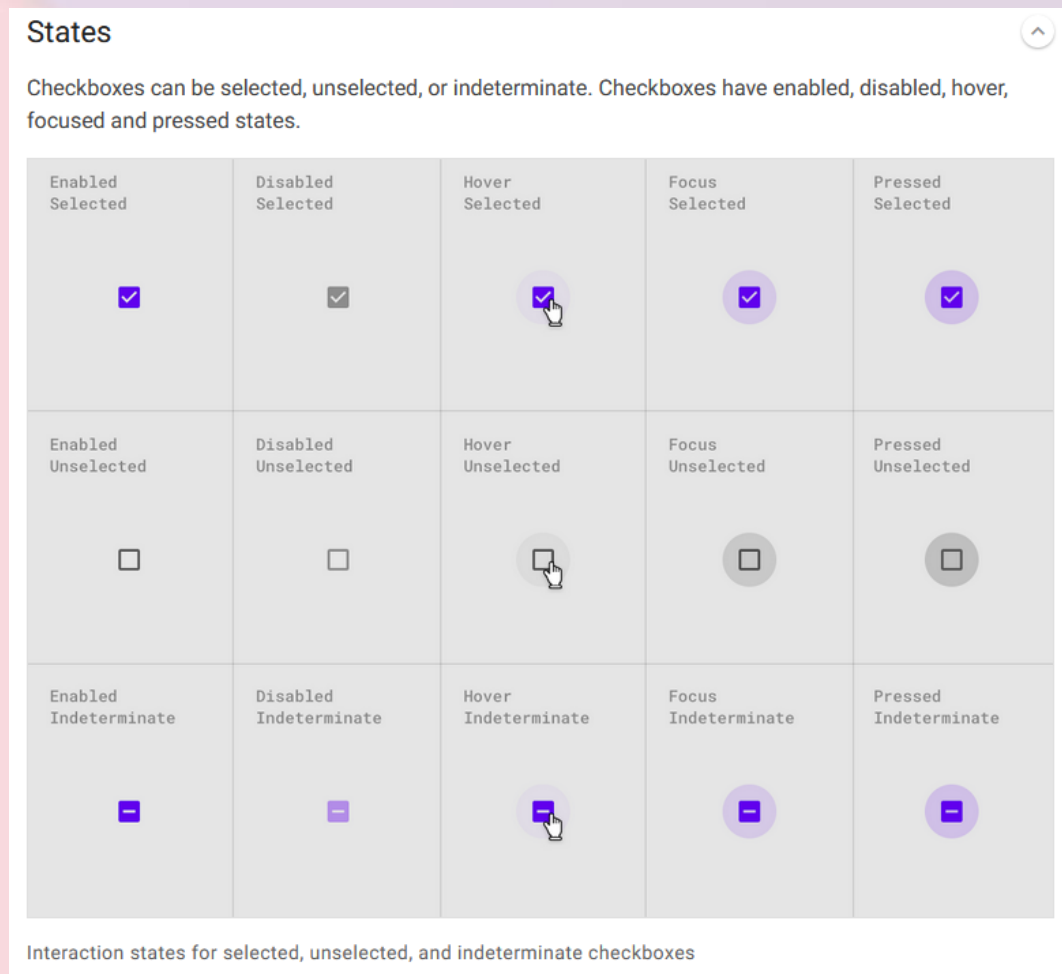 States
Checkboxes can be selected, unselected, or indeterminate. Checkboxes have enabled, disabled, hover,
focused and pressed states.
Enabled
Selected
Disabled
Selected
Hover
Selected
Focus
Selected
Pressed
Selected
Enabled
Unselected
Disabled
Unselected
Hover
Unselected
Focus
Unselected
Pressed
Unselected
Enabled
Indeterminate
Disabled
Indeterminate
Hover
Indeterminate
Focus
Indeterminate
Pressed
Indeterminate
Interaction states for selected, unselected, and indeterminate checkboxes